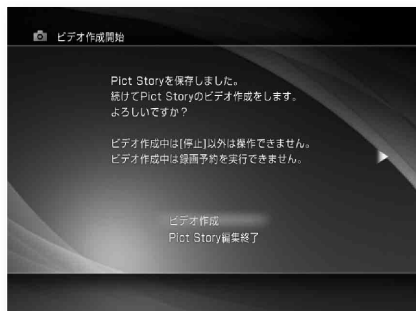 ビデオ作成開始
Pict Storyを保存しました。
続けてPict Storyのビデオ作成をします。
よろしいですか？
ビデオ作成中は[停止]以外は操作できません。
ビデオ作成中は録画予約を実行できません。
ビデオ作成
Pict Story編集終了